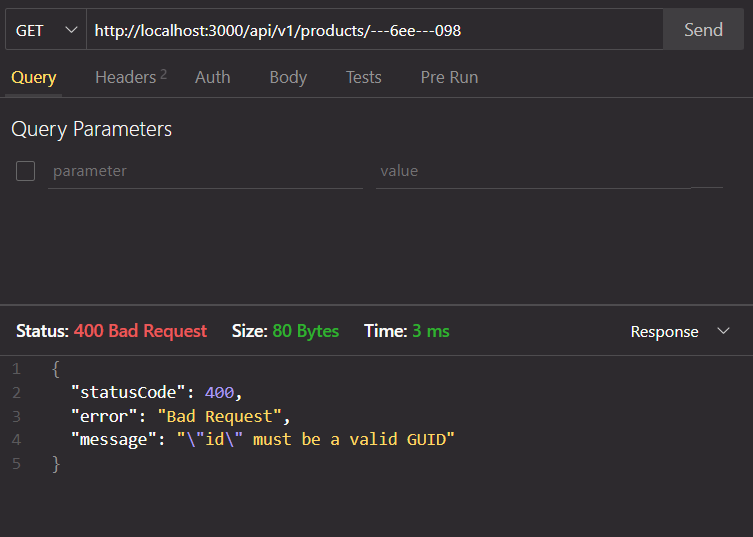 GET http://localhost:3000/api/v1/products/---6ee---098 Send
Query Headers 2 Auth Body Tests Pre Run
Query Parameters
parameter value
Status: 400 Bad Request Size: 80 Bytes Time: 3 ms Response
1 {
2 "statusCode": 400,
3 "error": "Bad Request",
4 "message": "\"id\" must be a valid GUID"
5 }